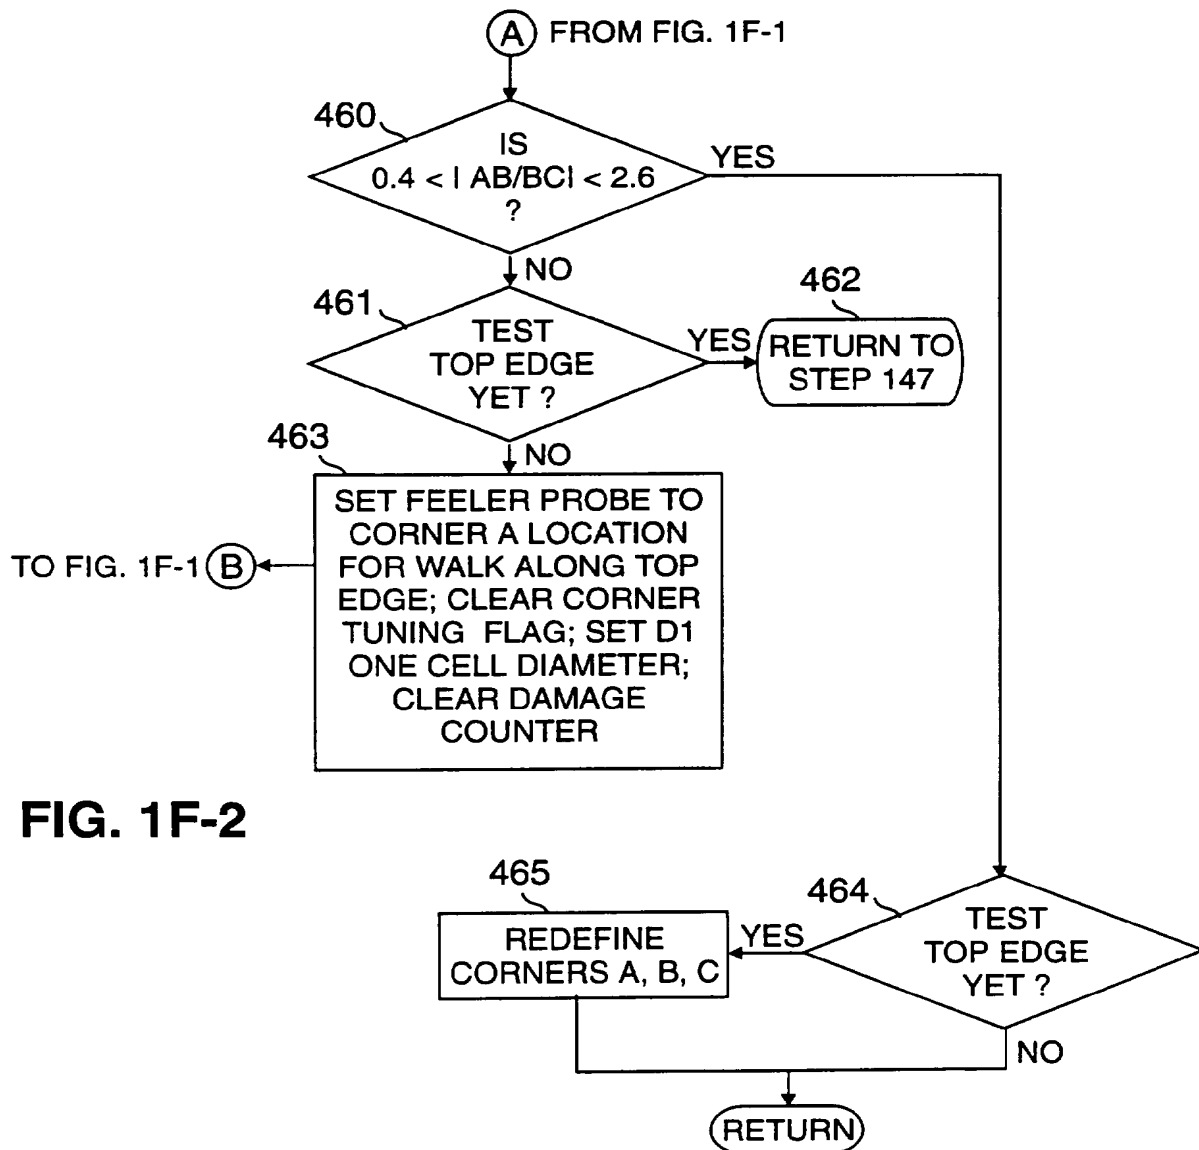 A FROM FIG. 1F-1
460
IS
0.4 < | AB/BC| < 2.6
?
YES
NO
461
TEST
TOP EDGE
YET ?
YES
462
RETURN TO
STEP 147
NO
463
SET FEELER PROBE TO
CORNER A LOCATION
FOR WALK ALONG TOP
EDGE; CLEAR CORNER
TUNING FLAG; SET D1
ONE CELL DIAMETER;
CLEAR DAMAGE
COUNTER
TO FIG. 1F-1 B
FIG. 1F-2
464
TEST
TOP EDGE
YET ?
YES
465
REDEFINE
CORNERS A, B, C
NO
RETURN